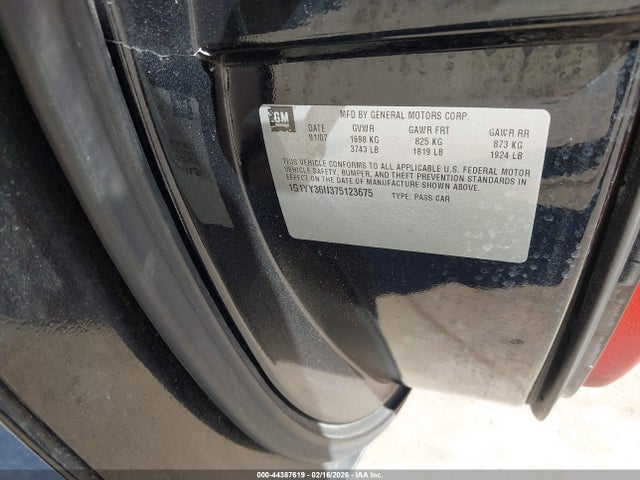 GM
MFD BY GENERAL MOTORS CORP.
DATE GVWR GAWR FRT GAWR RR
01/07 1698 KG 825 KG 873 KG
3743 LB 1819 LB 1924 LB
THIS VEHICLE CONFORMS TO ALL APPLICABLE U.S. FEDERAL MOTOR
VEHICLE SAFETY, BUMPER, AND THEFT PREVENTION STANDARDS IN
EFFECT ON THE DATE OF MANUFACTURE SHOWN ABOVE.
1G1YY36U375123675 TYPE: PASS CAR
000-44387619 - 02/16/2026 - IAA Inc.